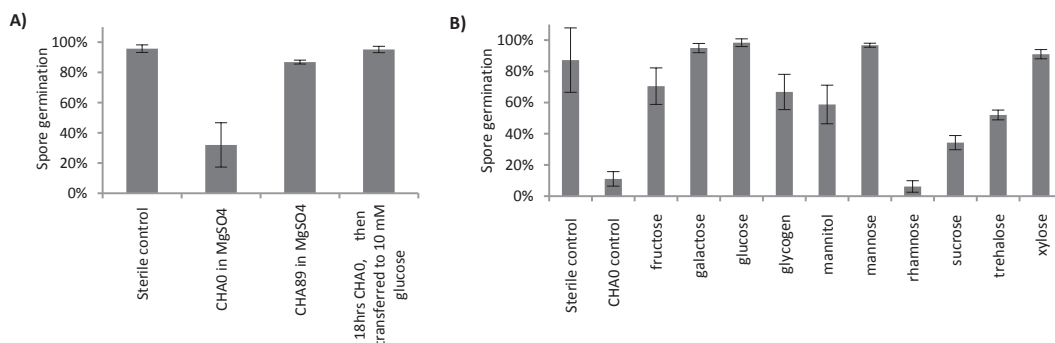 A)
Spore germination
100%
80%
60%
40%
20%
0%
Sterile control
CHA0 in MgSO4
CHA89 in MgSO4
18hrs CHA0, then
transferred to 10 mM
glucose
B)
Spore germination
100%
80%
60%
40%
20%
0%
Sterile control
CHA0 control
fructose
galactose
glucose
glycogen
mannitol
mannose
rhamnose
sucrose
trehalose
xylose